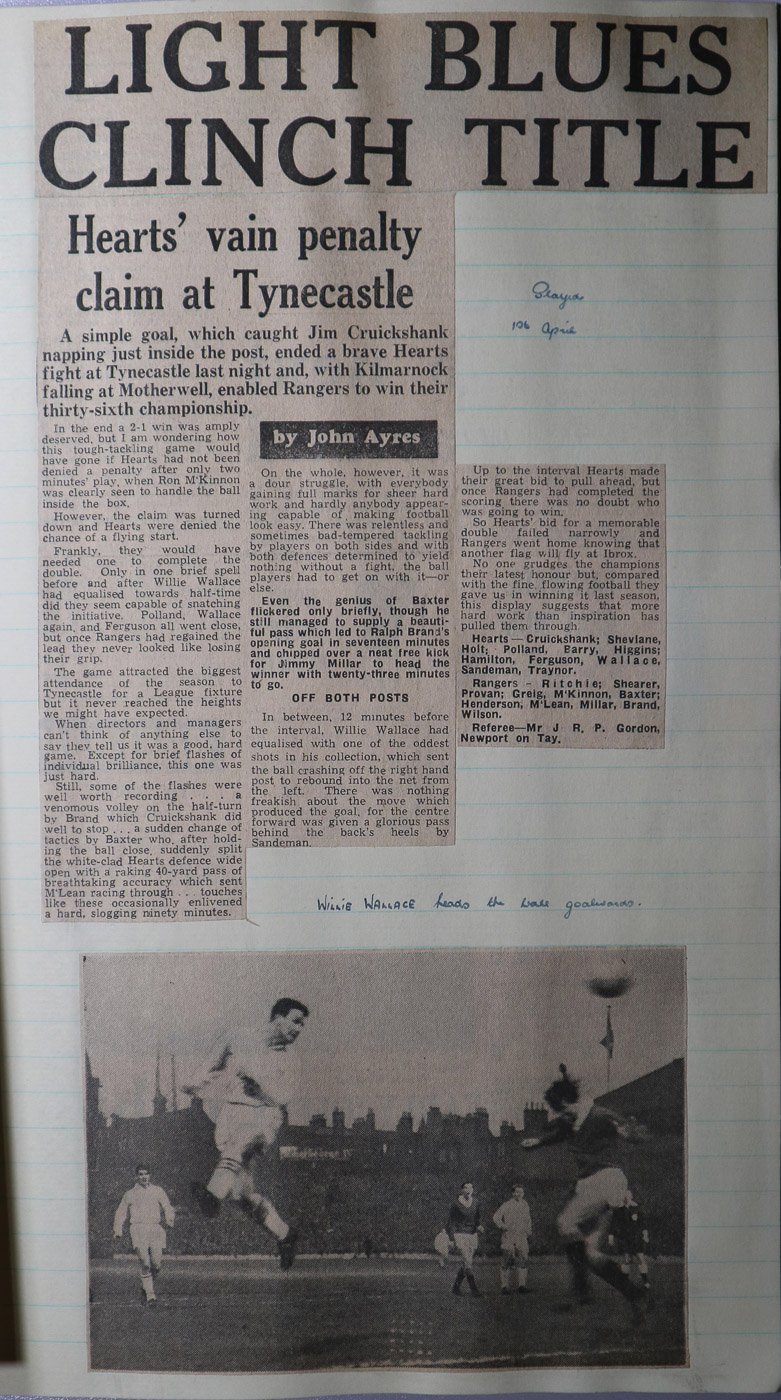 LIGHT BLUES
CLINCH TITLE
Hearts' vain penalty
claim at Tynecastle
A simple goal, which caught Jim Cruickshank
napping just inside the post, ended a brave Hearts
fight at Tynecastle last night and, with Kilmarnock
falling at Motherwell, enabled Rangers to win their
thirty-sixth championship.
In the end a 2-1 win was amply
deserved, but I am wondering how
this tough-tackling game would
have gone if Hearts had not been
denied a penalty after only two
minutes' play, when Ron M'Kinnon
was clearly seen to handle the ball
inside the box.
However, the claim was turned
down and Hearts were denied the
chance of a flying start.
Frankly, they would have
needed one to complete the
double. Only in one brief spell
before and after Willie Wallace
had equalised towards half-time
did they seem capable of snatching
the initiative. Polland, Wallace
again, and Ferguson all went close,
but once Rangers had regained the
lead they never looked like losing
their grip.
The game attracted the biggest
attendance of the season to
Tynecastle for a League fixture
but it never reached the heights
we might have expected.
When directors and managers
can't think of anything else to
say they tell us it was a good, hard
game. Except for brief flashes of
individual brilliance, this one was
just hard.
Still, some of the flashes were
well worth recording . . . a
venomous volley on the half-turn
by Brand which Cruickshank did
well to stop . . . a sudden change of
tactics by Baxter who, after hold-
ing the ball close, suddenly split
the white-clad Hearts defence wide
open with a raking 40-yard pass of
breathtaking accuracy which sent
M'Lean racing through . . . touches
like these occasionally enlivened
a hard, slogging ninety minutes.
by John Ayres
On the whole, however, it was
a dour struggle, with everybody
gaining full marks for sheer hard
work and hardly anybody appear-
ing capable of making football
look easy. There was relentless and
sometimes bad-tempered tackling
by players on both sides and with
both defences determined to yield
nothing without a fight, the ball
players had to get on with it—or
else.
Even the genius of Baxter
flickered only briefly, though he
still managed to supply a beauti-
ful pass which led to Ralph Brand's
opening goal in seventeen minutes
and chipped over a neat free kick
for Jimmy Millar to head the
winner with twenty-three minutes
to go.
OFF BOTH POSTS
In between, 12 minutes before
the interval, Willie Wallace had
equalised with one of the oddest
shots in his collection, which sent
the ball crashing off the right hand
post to rebound into the net from
the left. There was nothing
freakish about the move which
produced the goal, for the centre
forward was given a glorious pass
behind the back's heels by
Sandeman.
Played
April
Up to the interval Hearts made
their great bid to pull ahead, but
once Rangers had completed the
scoring there was no doubt who
was going to win.
So Hearts' bid for a memorable
double failed narrowly and
Rangers went home knowing that
another flag will fly at Ibrox.
No one grudges the champions
their latest honour but, compared
with the fine, flowing football they
gave us in winning it last season,
this display suggests that more
hard work than inspiration has
pulled them through
Hearts — Cruickshank; Shevlane,
Holt; Polland, Barry, Higgins;
Hamilton, Ferguson, Wallace,
Sandeman, Traynor.
Rangers - Ritchie; Shearer,
Provan; Greig, M'Kinnon, Baxter;
Henderson, M'Lean, Millar, Brand,
Wilson.
Referee—Mr J R. P. Gordon,
Newport on Tay.
WILLIE WALLACE heads the ball goalwards.